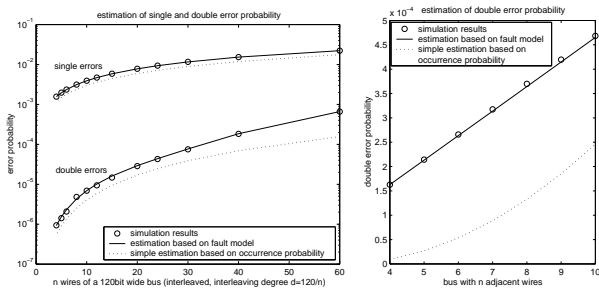 estimation of single and double error probability
10−1
10−2
10−3
10−4
10−5
10−6
10−7
error probability
single errors
double errors
simulation results
estimation based on fault model
simple estimation based on occurrence probability
0 10 20 30 40 50 60
n wires of a 120bit wide bus (interleaved, interleaving degree d=120/n)
x 10−4
estimation of double error probability
5
4.5
4
3.5
3
2.5
2
1.5
1
0.5
0
double error probability
simulation results
estimation based on fault model
simple estimation based on
occurrence probability
4 5 6 7 8 9 10
bus with n adjacent wires